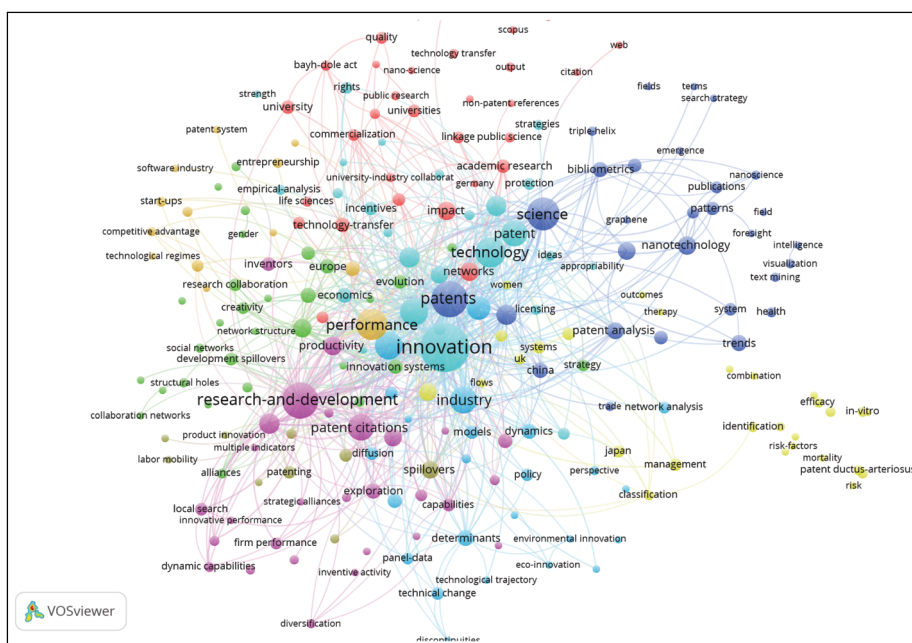 scopus
quality
web
technology transfer
bayh-dole act
nano-science
output
citation
strength
rights
public research
fields
terms
search strategy
university
universities
non-patent references
patent system
commercialization
linkage public science
strategies
triple-helix
emergence
software industry
entrepreneurship
academic research
bibliometrics
nanoscience
university-industry collaborat
germany
protection
publications
empirical-analysis
start-ups
life sciences
incentives
impact
science
patterns
graphene
field
competitive advantage
technology-transfer
patent
foresight
gender
nanotechnology
intelligence
technological regimes
technology
ideas
visualization
inventors
europe
networks
appropriability
text mining
research collaboration
evolution
women
economics
patents
outcomes
creativity
licensing
therapy
system
health
network structure
performance
patent analysis
productivity
innovation
systems
trends
social networks
uk
development spillovers
innovation systems
china
strategy
structural holes
flows
combination
research-and-development
industry
trade
network analysis
efficacy
collaboration networks
in-vitro
patent citations
identification
product innovation
models
dynamics
multiple indicators
risk-factors
diffusion
japan
labor mobility
mortality
alliances
patenting
spillovers
policy
perspective
management
patent ductus-arteriosus
exploration
classification
risk
local search
strategic alliances
capabilities
innovative performance
firm performance
determinants
environmental innovation
dynamic capabilities
panel-data
eco-innovation
inventive activity
technological trajectory
technical change
diversification
discontinuities
VOSviewer